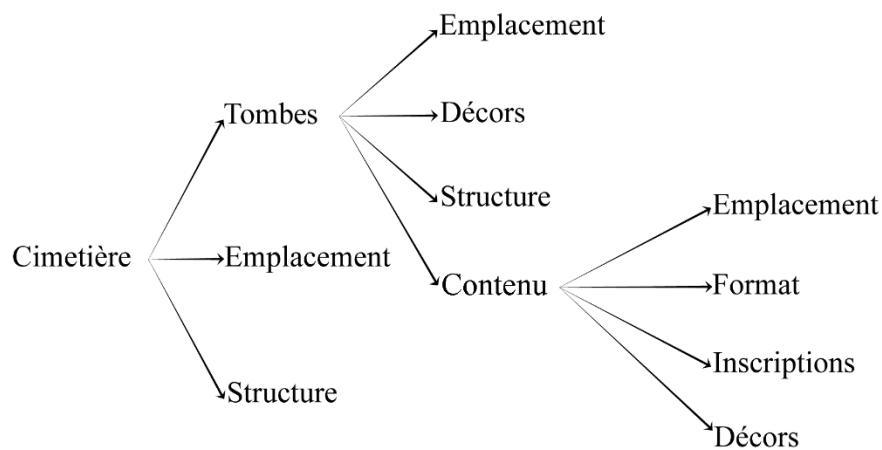 Emplacement
Tombes
Décors
Structure
Emplacement
Cimetière
Emplacement
Contenu
Format
Inscriptions
Structure
Décors